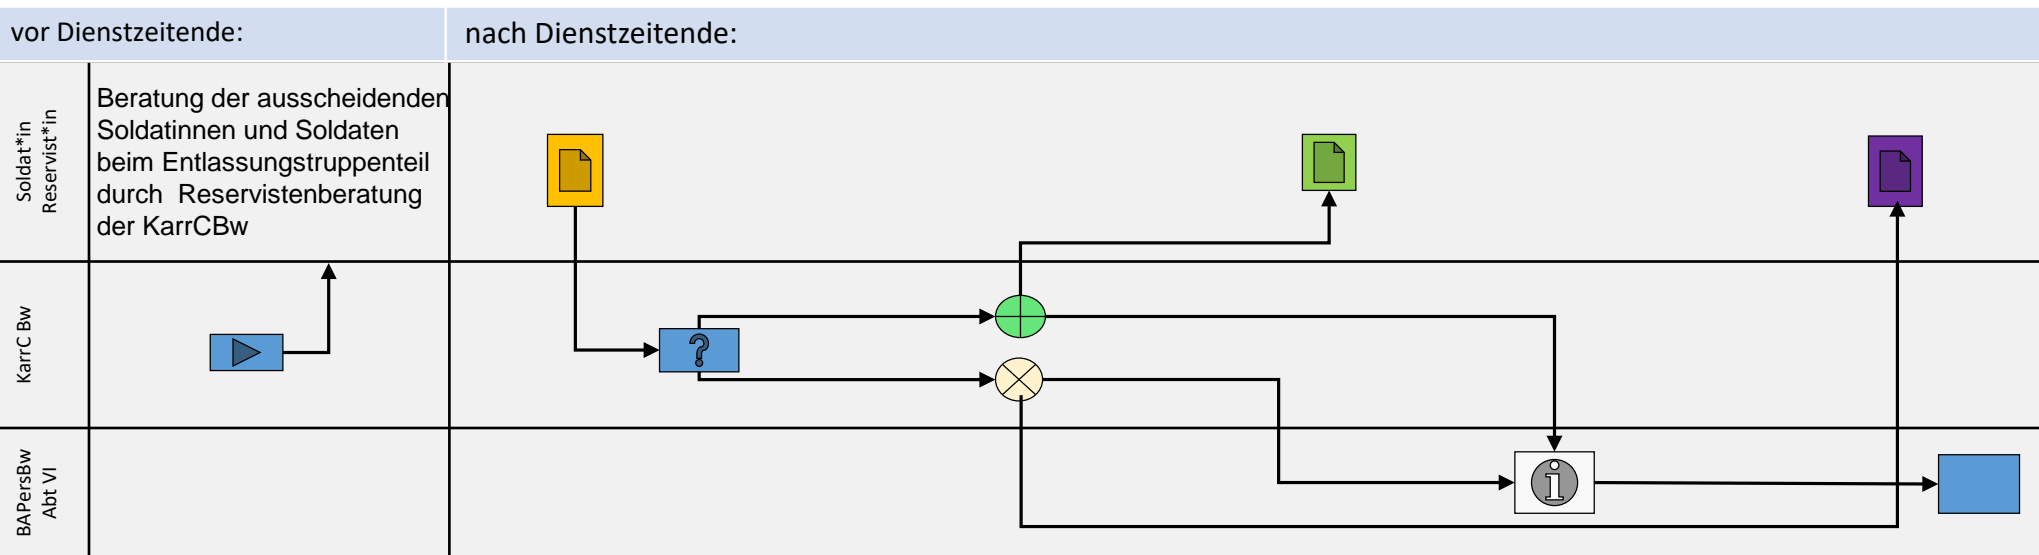 vor Dienstzeitende:
nach Dienstzeitende:
Soldat*in
Reservist*in
Beratung der ausscheidenden
Soldatinnen und Soldaten
beim Entlassungstruppenteil
durch  Reservistenberatung
der KarrCBw
KarrC Bw
?
BAPersBw
Abt VI
i